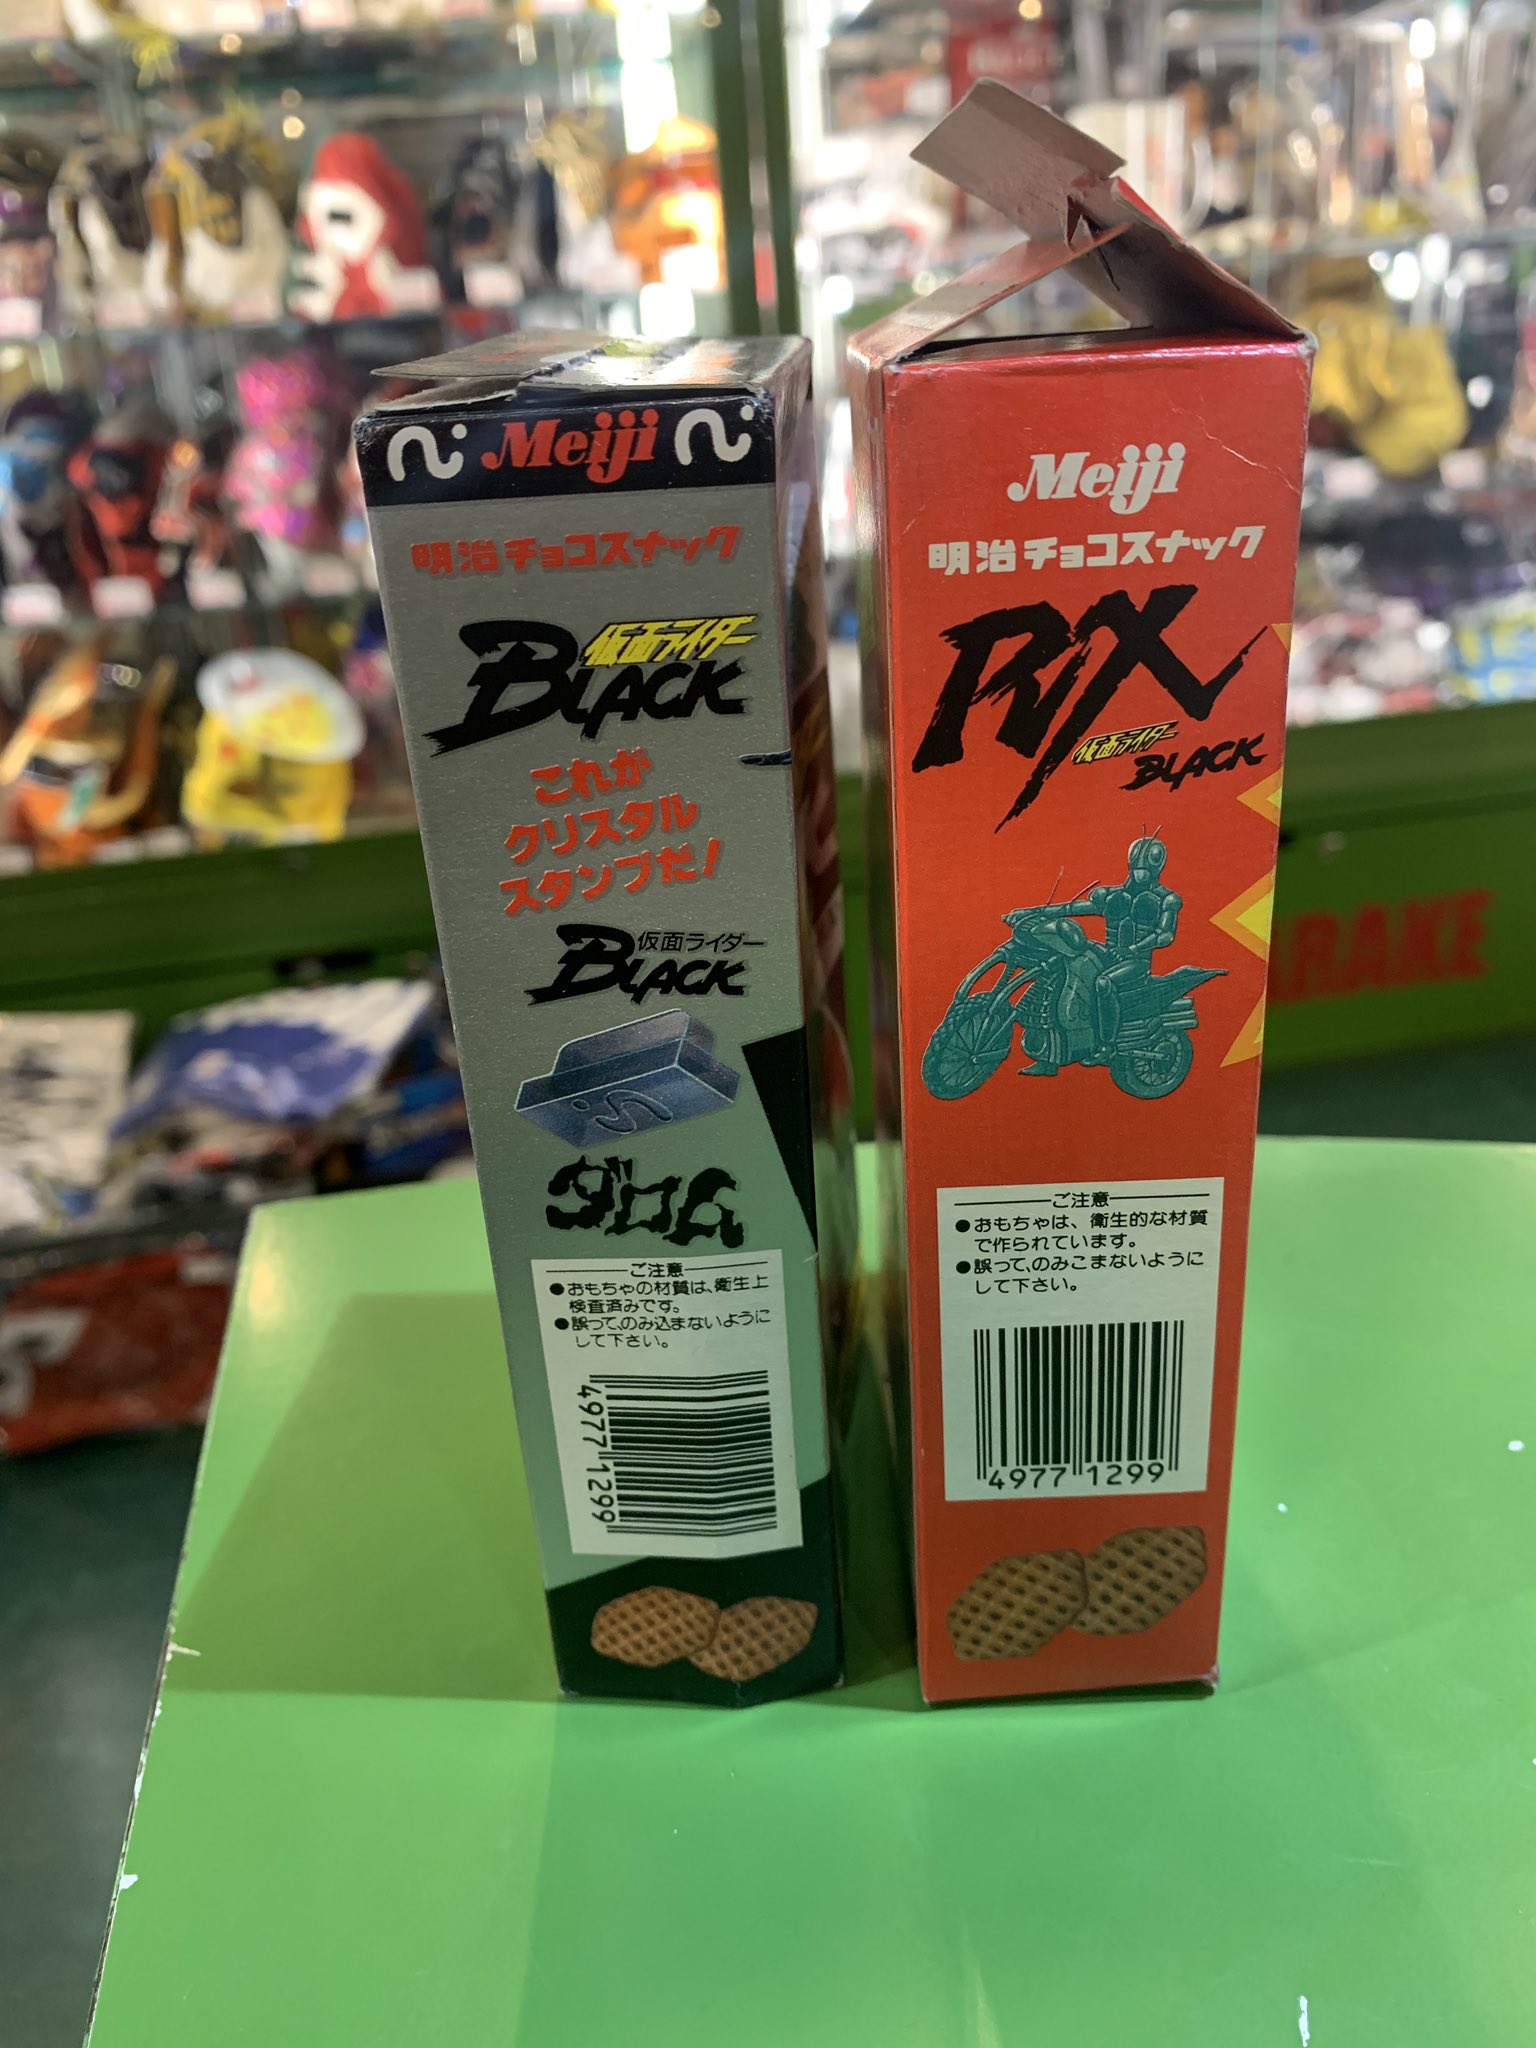 Meiji
明治チョコスナック
仮面ライダー
BLACK
これが
クリスタル
スタンプだ!
仮面ライダー
BLACK
ゴロム
ご注意
●おもちゃの材質は、衛生上
検査済みです。
●誤って、のみ込まないように
して下さい。
4977 1299
Meiji
明治チョコスナック
RX
仮面ライダー
BLACK
ご注意
●おもちゃは、衛生的な材質
で作られています。
●誤って、のみこまないように
して下さい。
4977 1299
ARAKE